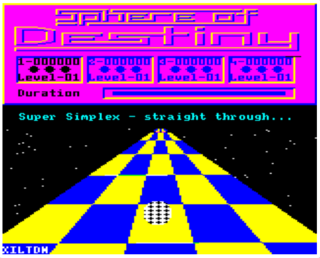 Sphere of
Destiny
1-000000 2-000000 3-000000 4-000000
Level-01 Level-01 Level-01 Level-01
Duration
Super Simplex - straight through...
XILTDN